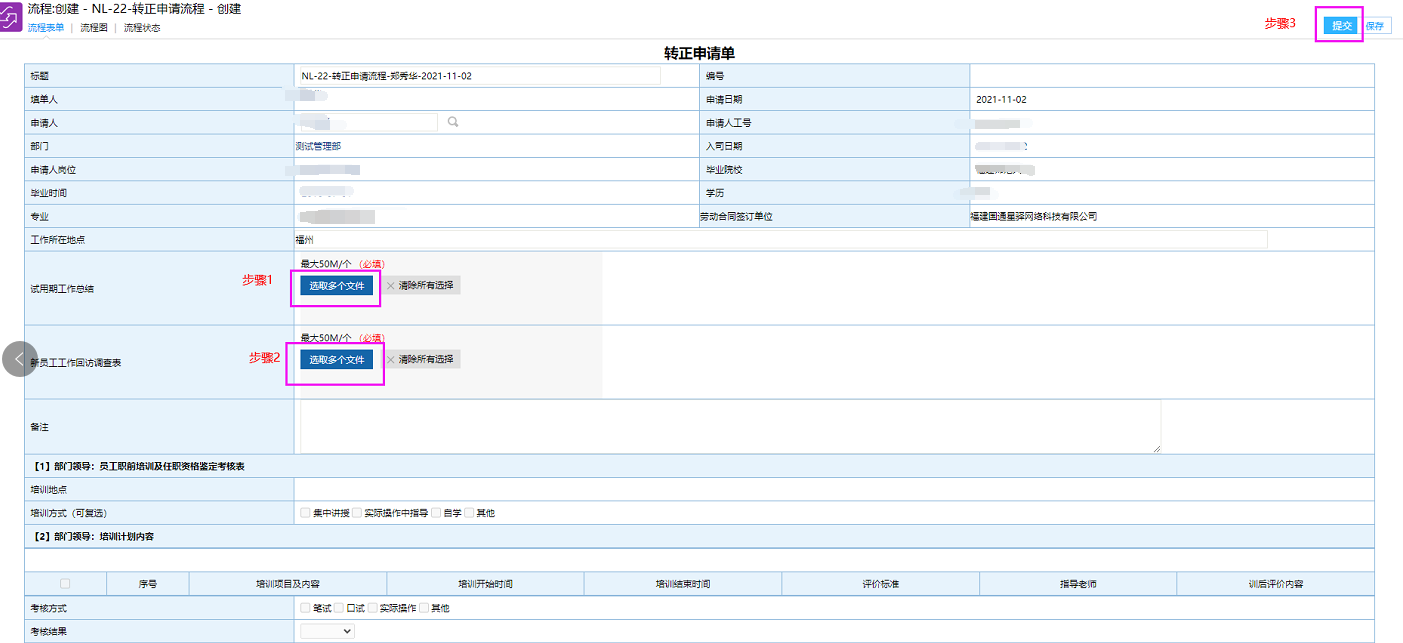 流程:创建 - NL-22-转正申请流程 - 创建
流程表单 | 流程图 | 流程状态
步骤3 提交 保存
转正申请单
标题 NL-22-转正申请流程-郑秀华-2021-11-02 编号
填单人 申请日期 2021-11-02
申请人 申请人工号
部门 测试管理部 入司日期
申请人岗位 毕业院校
毕业时间 学历
专业 劳动合同签订单位 福建国通星驿网络科技有限公司
工作所在地点 福州
最大50M/个 (必填)
步骤1 选取多个文件 清除所有选择
试用期工作总结
最大50M/个 (必填)
步骤2 选取多个文件 清除所有选择
新员工工作回访调查表
备注
【1】部门领导：员工职前培训及任职资格鉴定考核表
培训地点
培训方式（可复选） 集中讲授 实际操作中指导 自学 其他
【2】部门领导：培训计划内容
序号 培训项目及内容 培训开始时间 培训结束时间 评价标准 指导老师 训后评价内容
考核方式 笔试 口试 实际操作 其他
考核结果